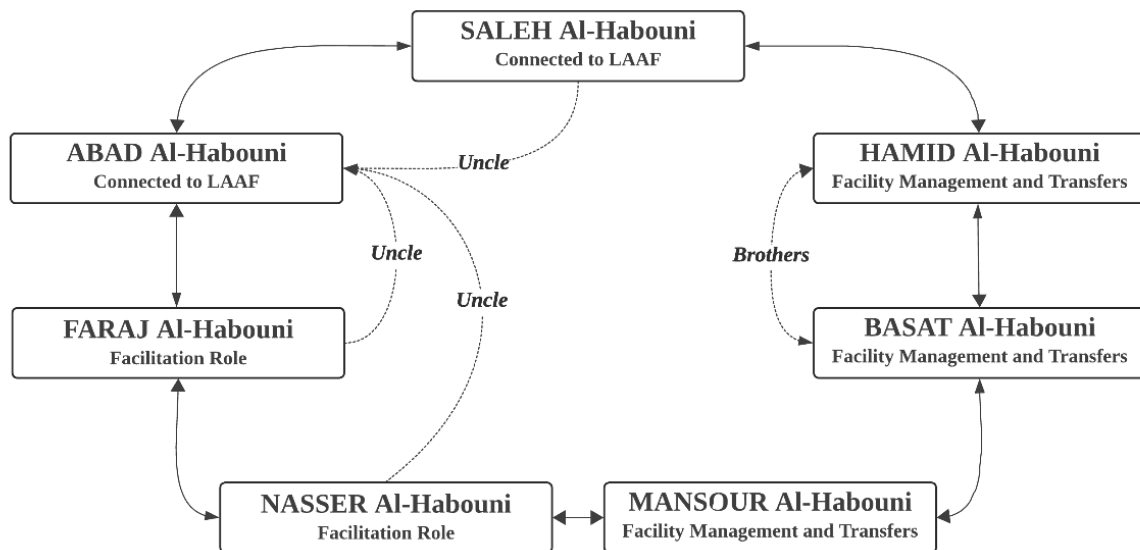 SALEH Al-Habouni
Connected to LAAF
ABAD Al-Habouni
Connected to LAAF
Uncle
HAMID Al-Habouni
Facility Management and Transfers
Uncle
Brothers
Uncle
FARAJ Al-Habouni
Facilitation Role
BASAT Al-Habouni
Facility Management and Transfers
NASSER Al-Habouni
Facilitation Role
MANSOUR Al-Habouni
Facility Management and Transfers